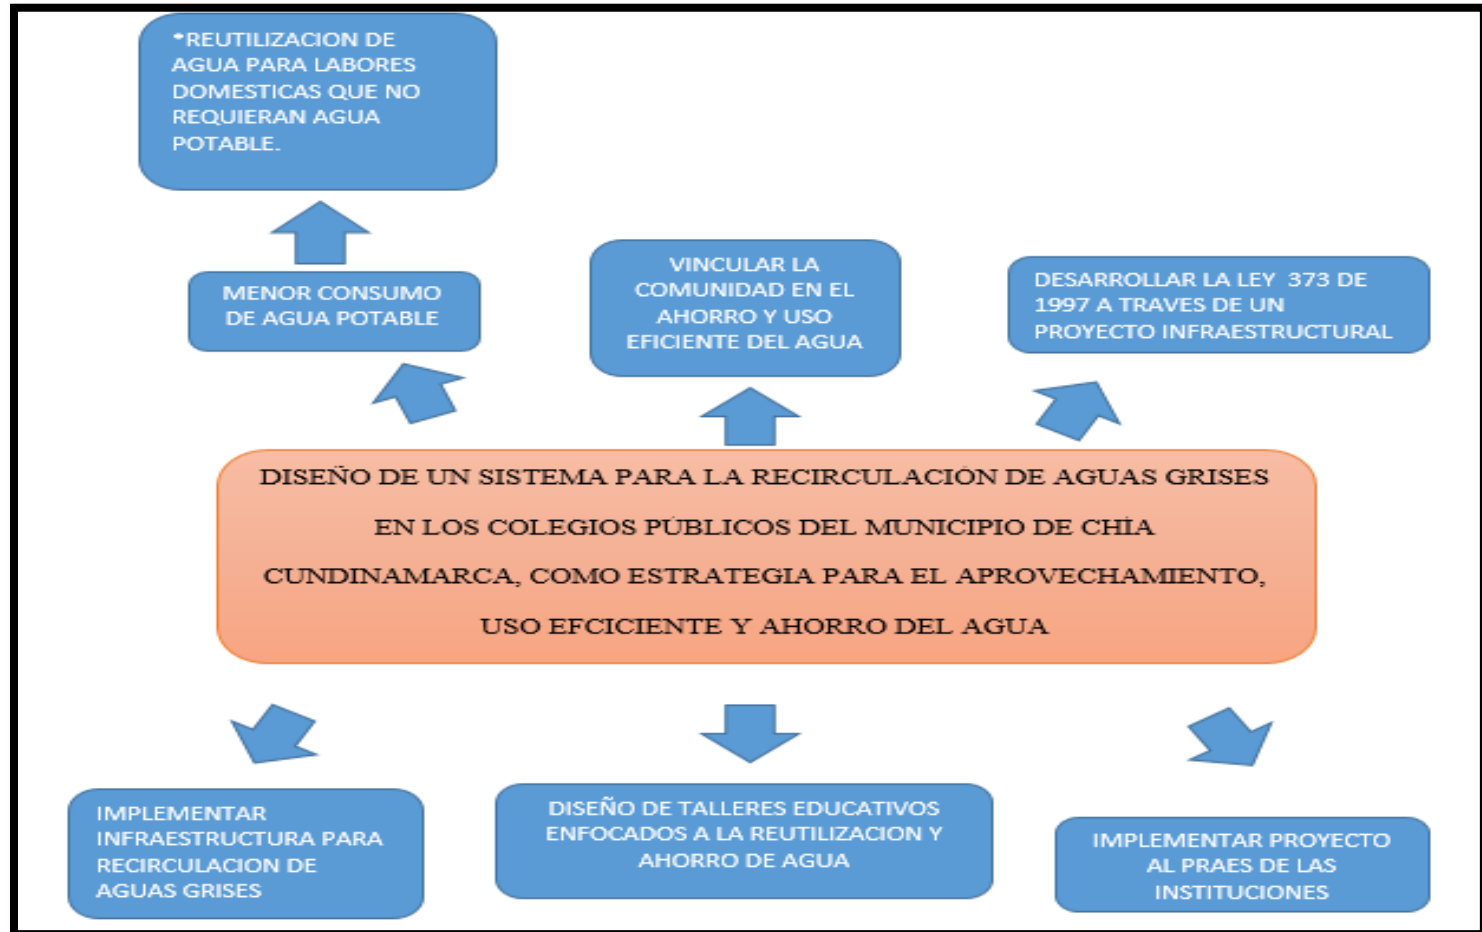 *REUTILIZACION DE
AGUA PARA LABORES
DOMESTICAS QUE NO
REQUIERAN AGUA
POTABLE.
MENOR CONSUMO
DE AGUA POTABLE
VINCULAR LA
COMUNIDAD EN EL
AHORRO Y USO
EFICIENTE DEL AGUA
DESARROLLAR LA LEY 373 DE
1997 A TRAVES DE UN
PROYECTO INFRAESTRUCTURAL
DISEÑO DE UN SISTEMA PARA LA RECIRCULACIÓN DE AGUAS GRISES
EN LOS COLEGIOS PÚBLICOS DEL MUNICIPIO DE CHÍA
CUNDINAMARCA, COMO ESTRATEGIA PARA EL APROVECHAMIENTO,
USO EFCICIENTE Y AHORRO DEL AGUA
IMPLEMENTAR
INFRAESTRUCTURA PARA
RECIRCULACION DE
AGUAS GRISES
DISEÑO DE TALLERES EDUCATIVOS
ENFOCADOS A LA REUTILIZACION Y
AHORRO DE AGUA
IMPLEMENTAR PROYECTO
AL PRAES DE LAS
INSTITUCIONES